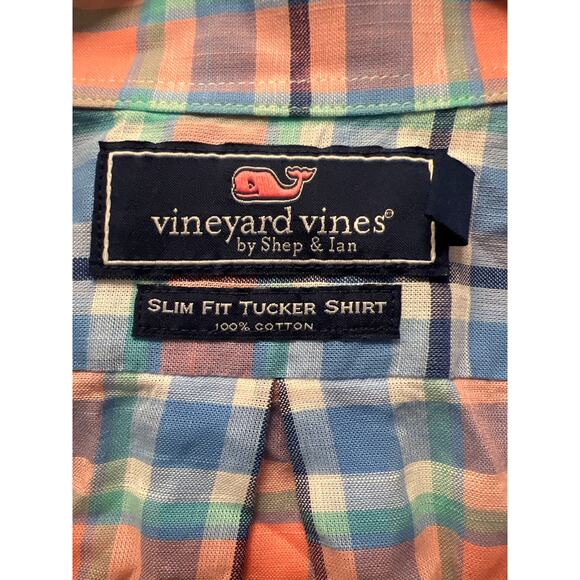 vineyard vines®
by Shep & Ian
SLIM FIT TUCKER SHIRT
100% COTTON